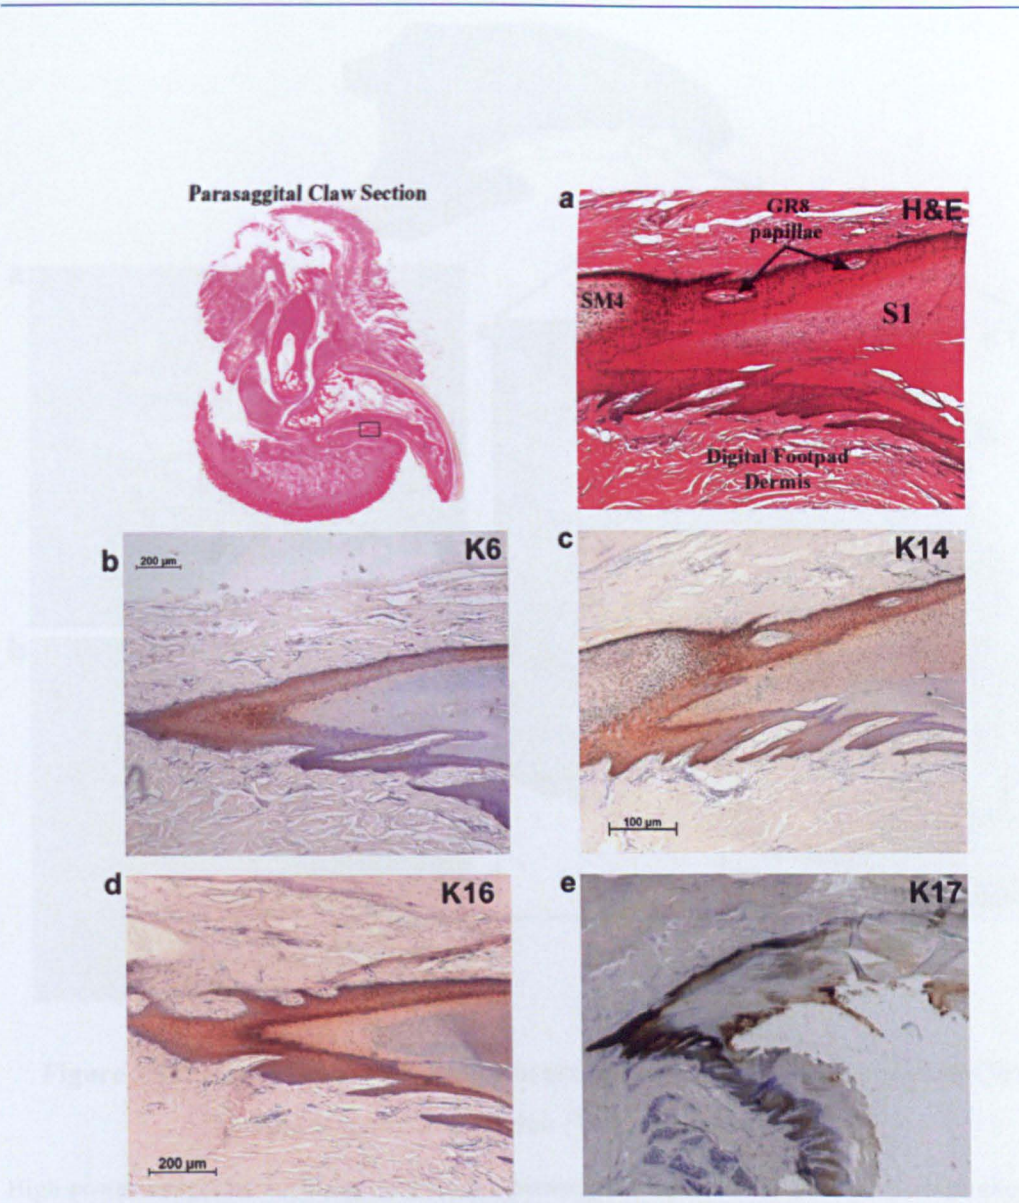 Parasaggital Claw Section
a
GR8
papillae
H&E
SM4
S1
Digital Footpad
Dermis
b
200 µm
K6
c
K14
100 µm
d
K16
200 µm
e
K17